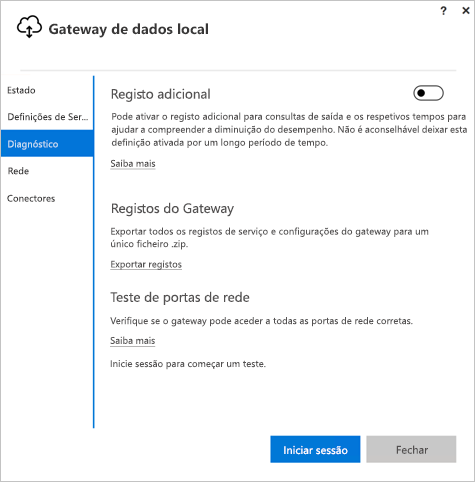 ? ×
Gateway de dados local
Estado
Definições de Ser...
Diagnóstico
Rede
Conectores
Registo adicional
Pode ativar o registo adicional para consultas de saída e os respetivos tempos para
ajudar a compreender a diminuição do desempenho. Não é aconselhável deixar esta
definição ativada por um longo período de tempo.
Saiba mais
Registos do Gateway
Exportar todos os registos de serviço e configurações do gateway para um
único ficheiro .zip.
Exportar registos
Teste de portas de rede
Verifique se o gateway pode aceder a todas as portas de rede corretas.
Saiba mais
Inicie sessão para começar um teste.
Iniciar sessão
Fechar